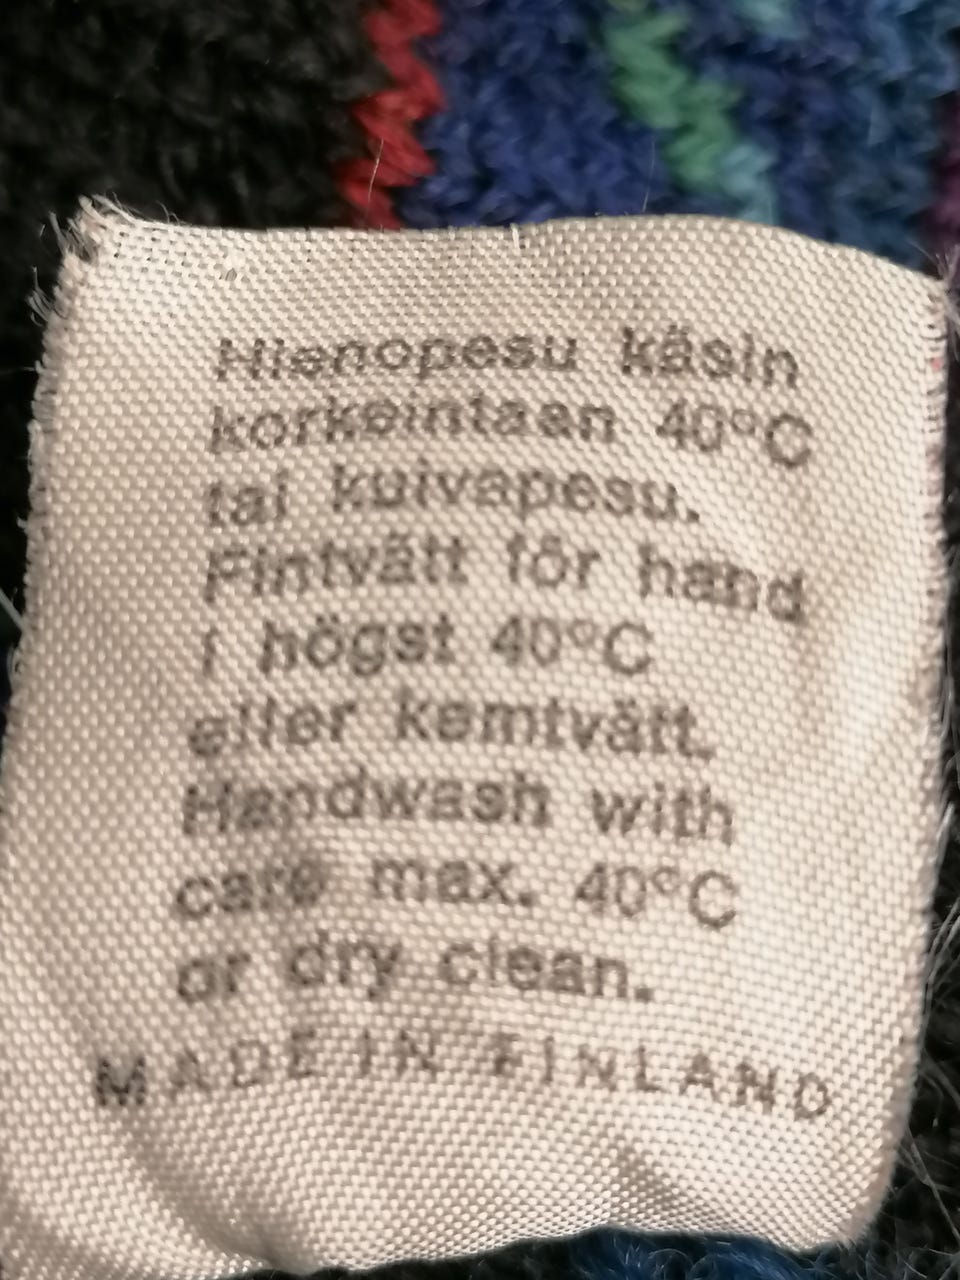 Hienopesu käsin
korkeintaan 40°C
tai kuivapesu.
Fintvätt för hand
i högst 40°C
eller kemtvätt.
Handwash with
care max. 40°C
or dry clean.
MADE IN FINLAND